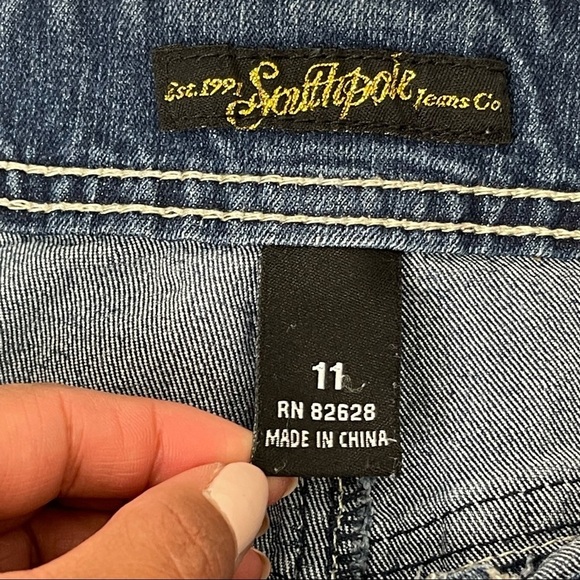 Est.1991 Southpole Jeans Co.
11
RN 82628
MADE IN CHINA